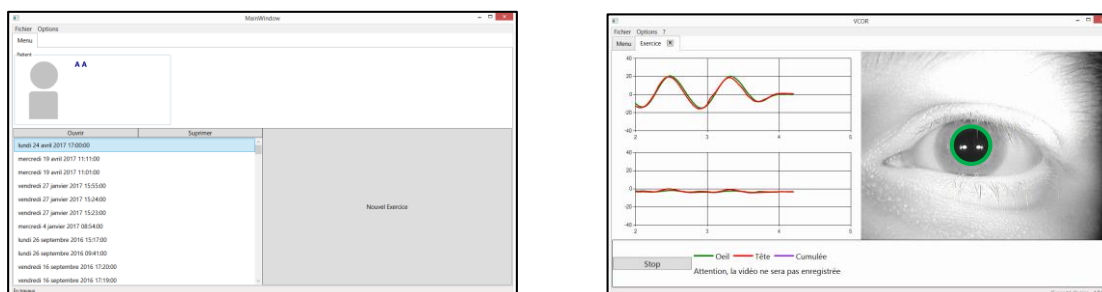 MainWindow
Fichier Options
Menu
Patient
A A
Ouvrir Suprimer
lundi 24 avril 2017 17:00:00
mercredi 19 avril 2017 11:11:00
mercredi 19 avril 2017 11:01:00
vendredi 27 janvier 2017 15:55:00
vendredi 27 janvier 2017 15:24:00
vendredi 27 janvier 2017 15:23:00
mercredi 4 janvier 2017 08:54:00
lundi 26 septembre 2016 15:17:00
lundi 26 septembre 2016 09:41:00
vendredi 16 septembre 2016 17:20:00
vendredi 16 septembre 2016 17:19:00
Nouvel Exercice
VCOR
Fichier Options ?
Menu Exercice
40
20
0
-20
-40
2 3 4 5
40
20
0
-20
-40
2 3 4 5
Stop
Oeil Tête Cumulée
Attention, la vidéo ne sera pas enregistrée